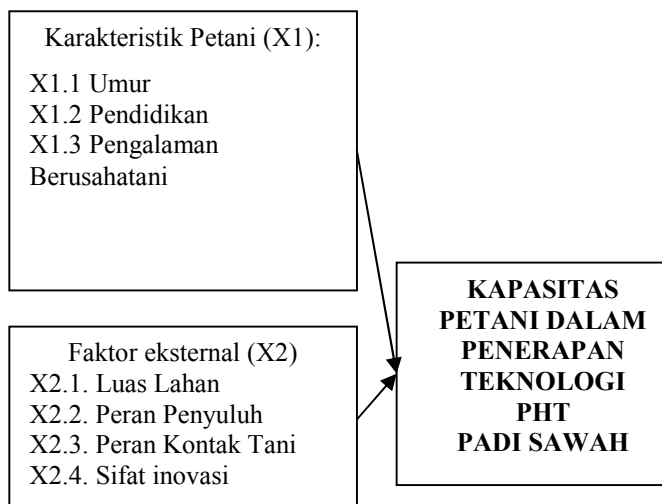 Karakteristik Petani (X1):
X1.1 Umur
X1.2 Pendidikan
X1.3 Pengalaman
Berusahatani
Faktor eksternal (X2)
X2.1. Luas Lahan
X2.2. Peran Penyuluh
X2.3. Peran Kontak Tani
X2.4. Sifat inovasi
KAPASITAS
PETANI DALAM
PENERAPAN
TEKNOLOGI
PHT
PADI SAWAH